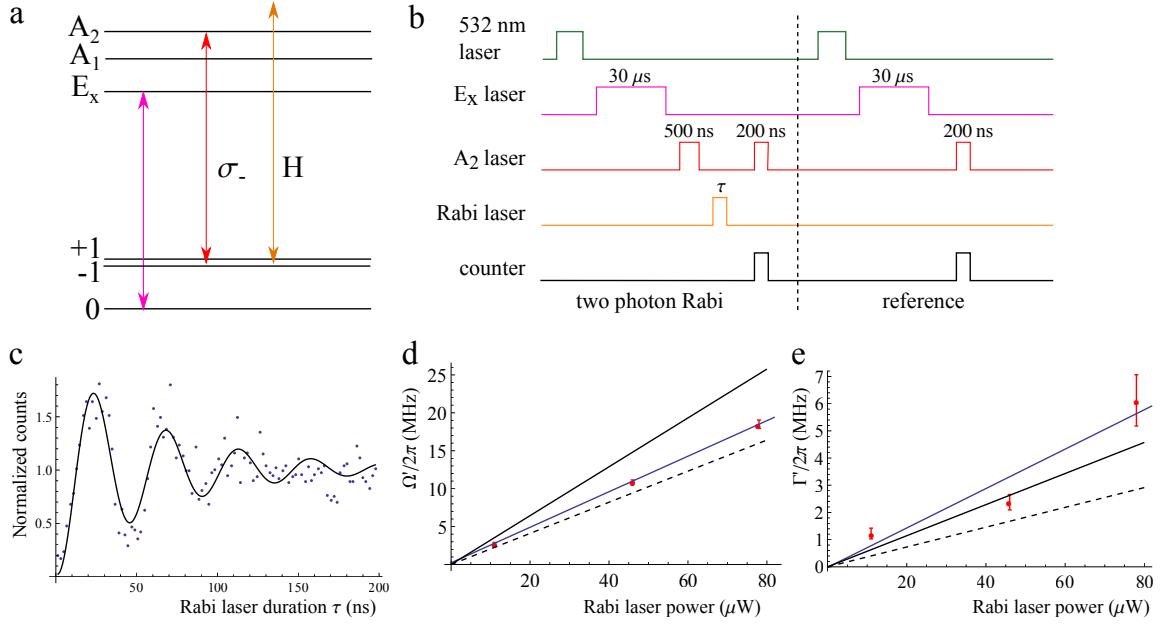 a
A2
A1
Ex
σ- H
+1
-1
0
b
532 nm
laser
Ex laser
30 μs 30 μs
A2 laser
500 ns 200 ns 200 ns
Rabi laser
τ
counter
two photon Rabi reference
c
Normalized counts
1.5
1.0
0.5
0 50 100 150 200
Rabi laser duration τ (ns)
d
Ω'/2π (MHz)
25
20
15
10
5
0
20 40 60 80
Rabi laser power (μW)
e
Γ'/2π (MHz)
7
6
5
4
3
2
1
0
0 20 40 60 80
Rabi laser power (μW)